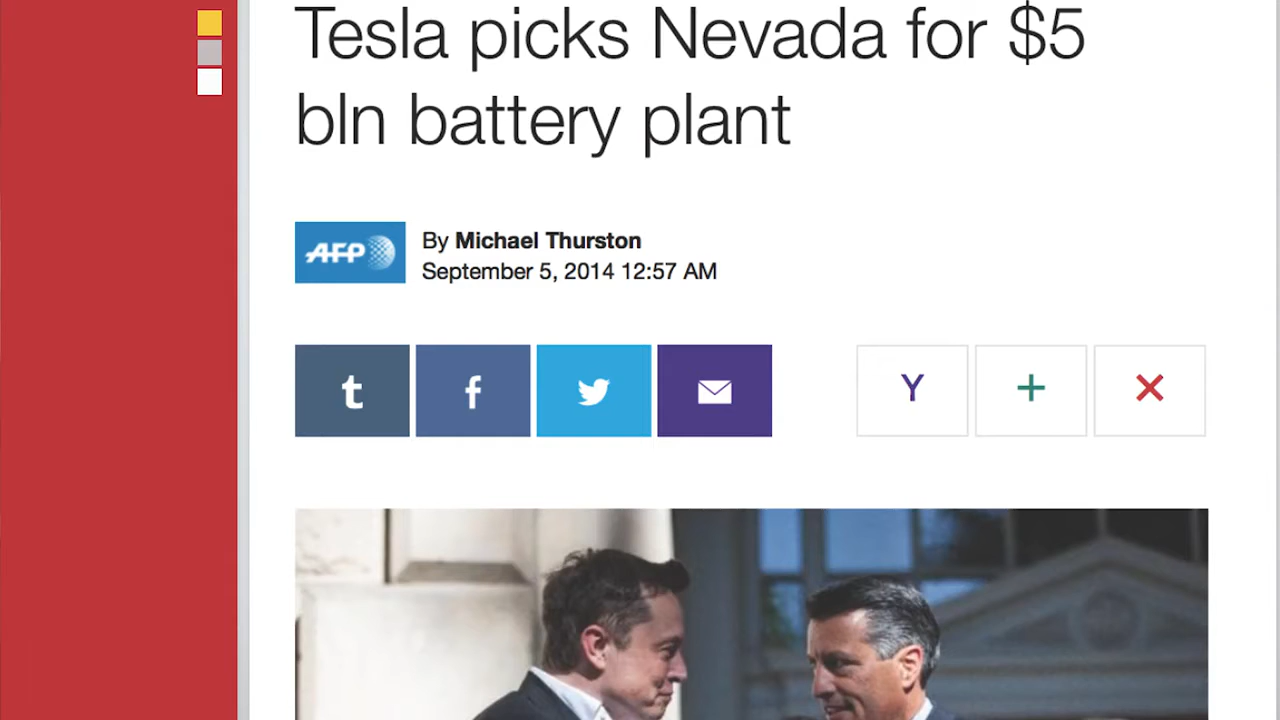 Tesla picks Nevada for $5
bln battery plant
AFP
By Michael Thurston
September 5, 2014 12:57 AM
t
f
Y